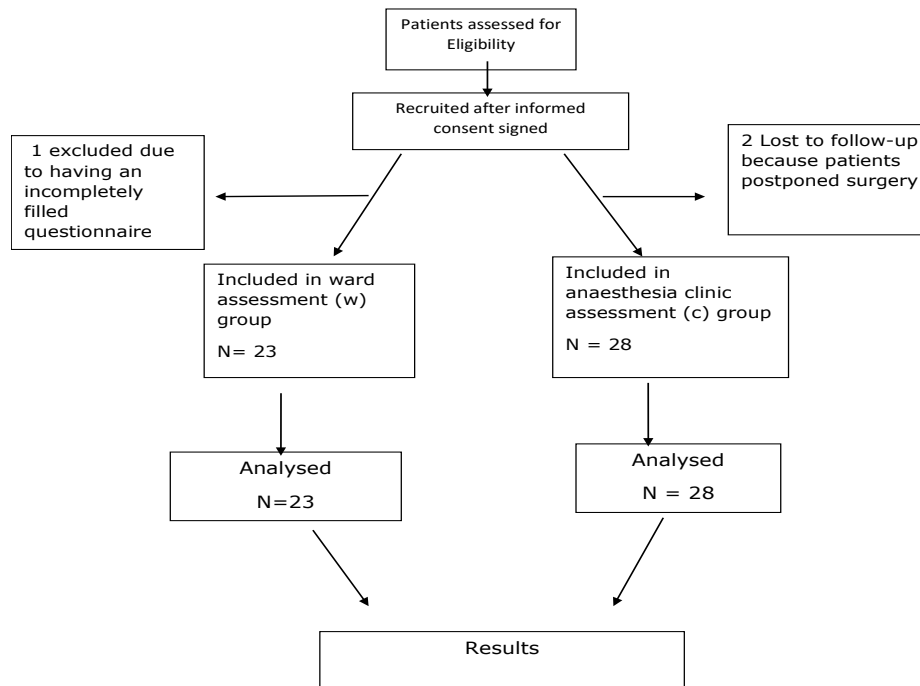 Patients assessed for
Eligibility
Recruited after informed
consent signed
1 excluded due
to having an
incompletely
filled
questionnaire
2 Lost to follow-up
because patients
postponed surgery
Included in ward
assessment (w)
group
N= 23
Included in
anaesthesia clinic
assessment (c) group
N = 28
Analysed
N=23
Analysed
N = 28
Results